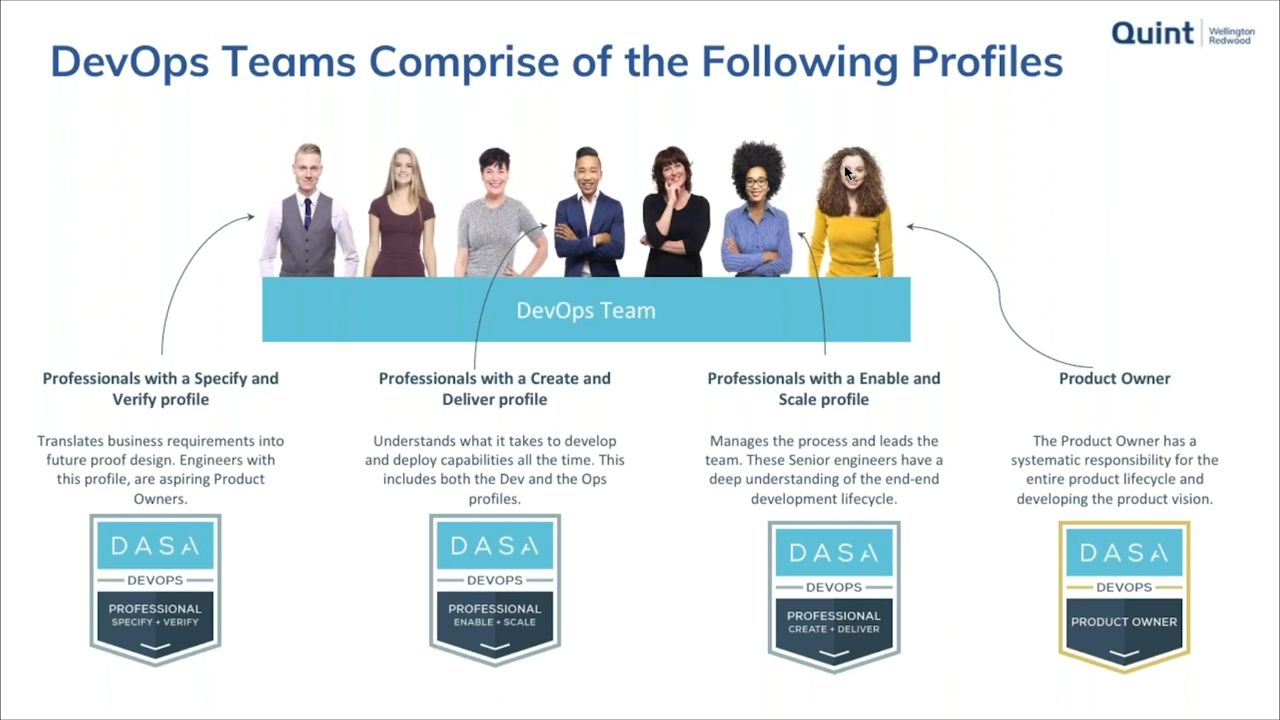 DevOps Teams Comprise of the Following Profiles
Quint
Wellington
Redwood
DevOps Team
Professionals with a Specify and
Verify profile
Translates business requirements into
future proof design. Engineers with
this profile, are aspiring Product
Owners.
DASA
DEVOPS
PROFESSIONAL
SPECIFY + VERIFY
Professionals with a Create and
Deliver profile
Understands what it takes to develop
and deploy capabilities all the time. This
includes both the Dev and the Ops
profiles.
DASA
DEVOPS
PROFESSIONAL
ENABLE + SCALE
Professionals with a Enable and
Scale profile
Manages the process and leads the
team. These Senior engineers have a
deep understanding of the end-end
development lifecycle.
DASA
DEVOPS
PROFESSIONAL
CREATE + DELIVER
Product Owner
The Product Owner has a
systematic responsibility for the
entire product lifecycle and
developing the product vision.
DASA
DEVOPS
PRODUCT OWNER